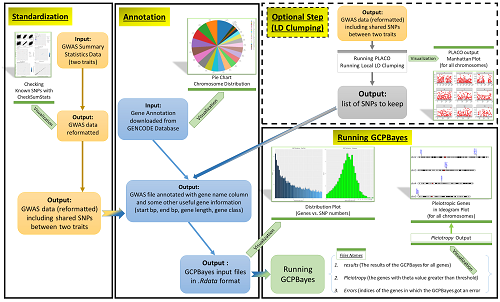 Standardization
Input:
GWAS Summary
Statistics Data
(two traits)
Checking
Known SNPs with
CheckSumStats
Visualization
Output:
GWAS data
reformatted
Output:
GWAS data (reformatted)
including shared SNPs
between two traits
Annotation
Pie Chart
Chromosome Distribution
Visualization
Input:
Gene Annotation
downloaded from
GENCODE Database
Output:
GWAS file annotated with gene name column
and some other useful gene information
(start bp, end bp, gene length, gene class)
Output :
GCPBayes input files
in .Rdata format
Optional Step
(LD Clumping)
Output:
GWAS data (reformatted)
including shared SNPs
between two traits
Running PLACO
Running Local LD Clumping
Visualization
PLACO output
Manhattan Plot
(for all chromosomes)
Output:
list of SNPs to keep
Running GCPBayes
Distribution Plot
(Genes vs. SNP numbers)
Visualization
Pleiotropic Genes
in Ideogram Plot
(for all chromosomes)
Visualization
Pleiotropy Output
Running
GCPBayes
Files Names
1. results (The results of the GCPBayes for all genes)
2. Pleiotropy (the genes with theta value greater than threshold)
3. Errors (indices of the genes in which the GCPBayes got an error